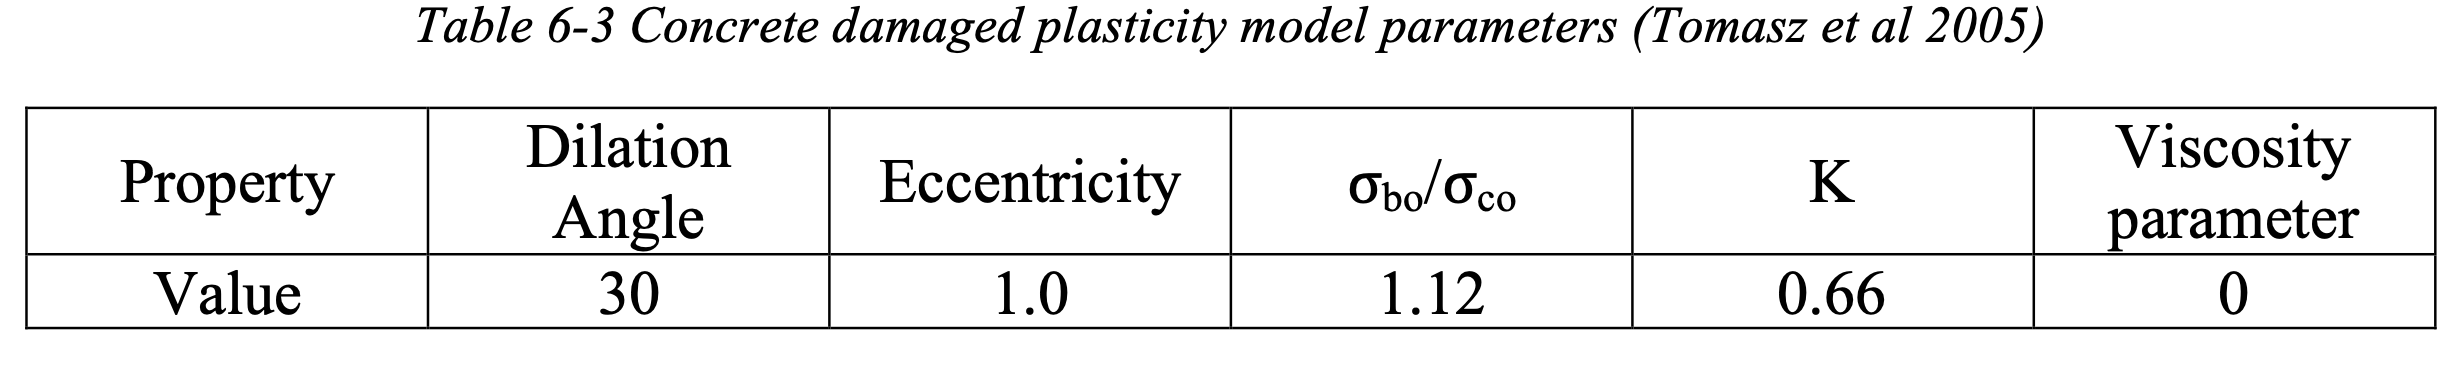 Table 6-3 Concrete damaged plasticity model parameters (Tomasz et al 2005)
Property
Dilation
Angle
Eccentricity
σbo/σco
K
Viscosity
parameter
Value
30
1.0
1.12
0.66
0